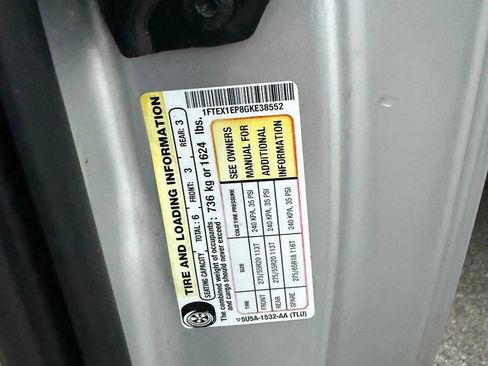 1FTEX1EP8GKE38552
TIRE AND LOADING INFORMATION
SEATING CAPACITY TOTAL: 6 FRONT: 3 REAR: 3
The combined weight of occupants
and cargo should never exceed: 736 kg or 1624 lbs.
TIRE SIZE COLD TIRE PRESSURE SEE OWNERS
FRONT 275/55R20 113T 240 KPA, 35 PSI MANUAL FOR
REAR 275/55R20 113T 240 KPA, 35 PSI ADDITIONAL
SPARE 275/65R18 116T 240 KPA, 35 PSI INFORMATION
5U5A-1532-AA (TLU)